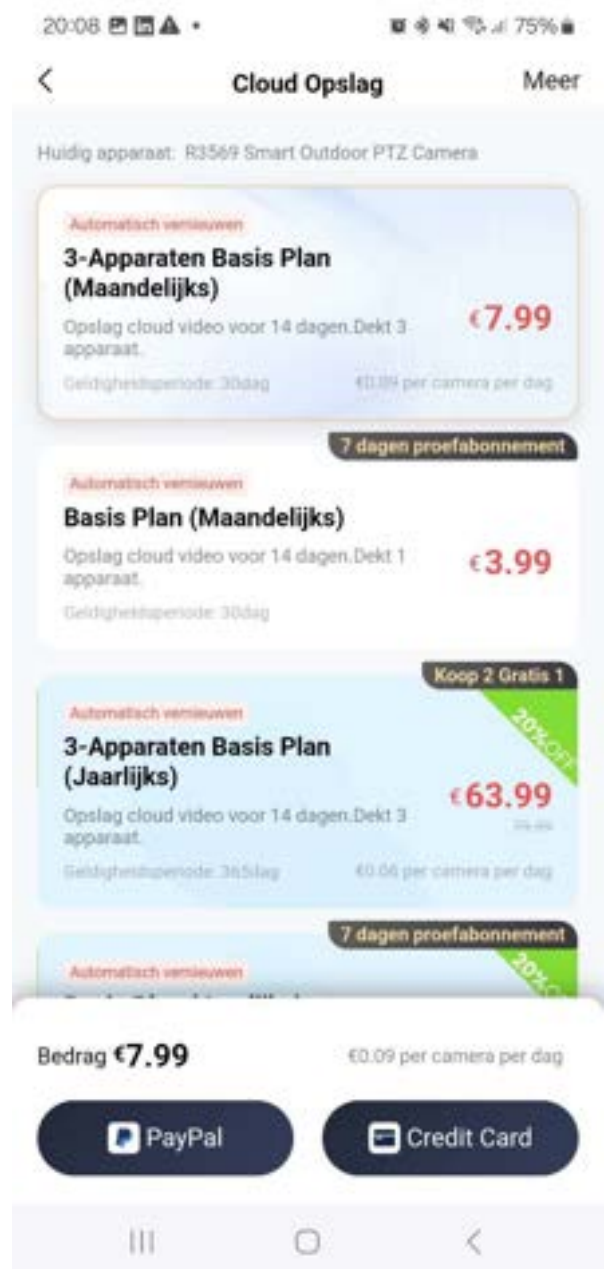 20:08
75%
Cloud Opslag
Meer
Huidig apparaat: R3569 Smart Outdoor PTZ Camera
Automatisch vernieuwen
3-Apparaten Basis Plan
(Maandelijks)
€7.99
Opslag cloud video voor 14 dagen.Dekt 3
apparaat.
Geldigheidsperiode: 30dag
€0.09 per camera per dag
7 dagen proefabonnement
Automatisch vernieuwen
Basis Plan (Maandelijks)
Opslag cloud video voor 14 dagen.Dekt 1
apparaat.
€3.99
Geldigheidsperiode: 30dag
Koop 2 Gratis 1
20%OFF
Automatisch vernieuwen
3-Apparaten Basis Plan
(Jaarlijks)
€63.99
Opslag cloud video voor 14 dagen.Dekt 3
apparaat.
Geldigheidsperiode: 365dag
€0.06 per camera per dag
7 dagen proefabonnement
Automatisch vernieuwen
Bedrag €7.99
€0.09 per camera per dag
PayPal
Credit Card